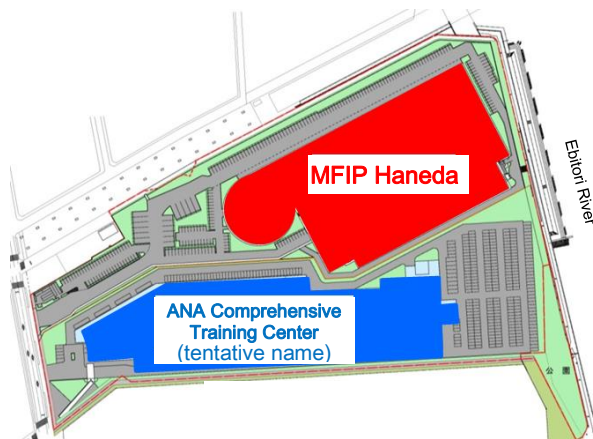 MFIP Haneda
Ebitori River
ANA Comprehensive
Training Center
(tentative name)
公園